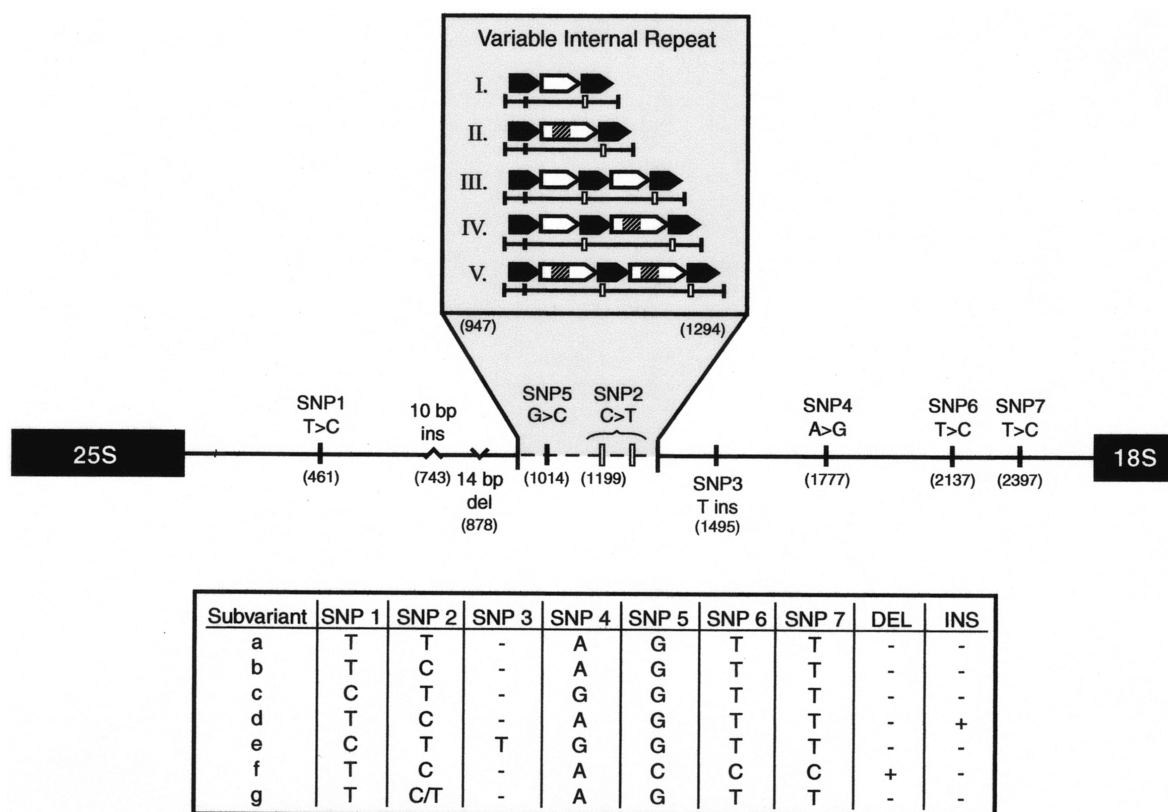 Variable Internal Repeat
I.
II.
III.
IV.
V.
(947) (1294)
SNP1
T>C
10 bp
ins
SNP5
G>C
SNP2
C>T
SNP4
A>G
SNP6
T>C
SNP7
T>C
25S
18S
(461)
(743)
14 bp
del
(878)
(1014)
(1199)
SNP3
T ins
(1495)
(1777)
(2137)
(2397)
Subvariant SNP 1 SNP 2 SNP 3 SNP 4 SNP 5 SNP 6 SNP 7 DEL INS
a T T - A G T T - -
b T C - A G T T - -
c C T - G G T T - -
d T C - A G T T - +
e C T T G G T T - -
f T C - A C C C + -
g T C/T - A G T T - -